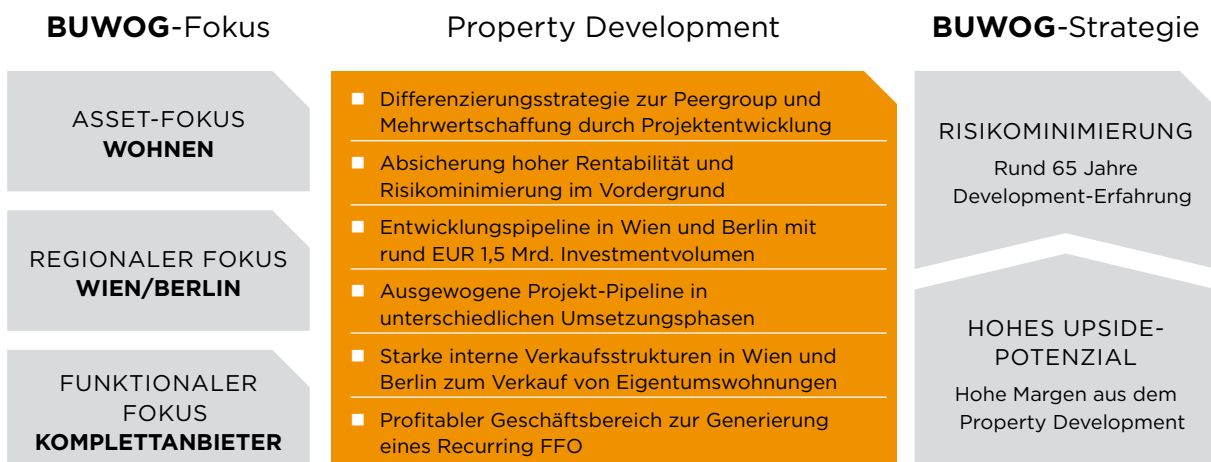 BUWOG-Fokus
ASSET-FOKUS
WOHNEN
REGIONALER FOKUS
WIEN/BERLIN
FUNKTIONALER
FOKUS
KOMPLETTANBIETER
Property Development
Differenzierungsstrategie zur Peergroup und
Mehrwertschaffung durch Projektentwicklung
Absicherung hoher Rentabilität und
Risikominimierung im Vordergrund
Entwicklungspipeline in Wien und Berlin mit
rund EUR 1,5 Mrd. Investmentvolumen
Ausgewogene Projekt-Pipeline in
unterschiedlichen Umsetzungsphasen
Starke interne Verkaufsstrukturen in Wien und
Berlin zum Verkauf von Eigentumswohnungen
Profitabler Geschäftsbereich zur Generierung
eines Recurring FFO
BUWOG-Strategie
RISIKOMINIMIERUNG
Rund 65 Jahre
Development-Erfahrung
HOHES UPSIDE-
POTENZIAL
Hohe Margen aus dem
Property Development